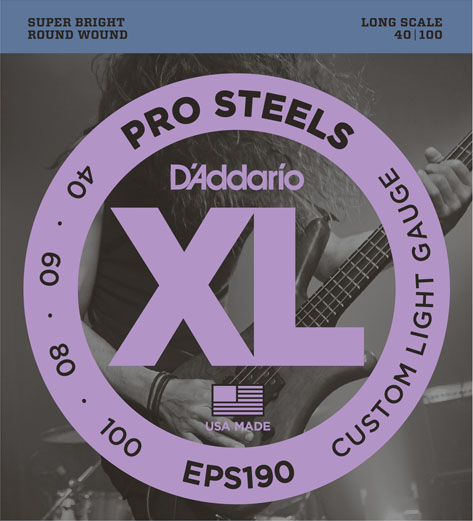 SUPER BRIGHT
ROUND WOUND
LONG SCALE
40|100
PRO STEELS
D'Addario
XL
USA MADE
40 · 60 · 80 · 100
EPS190
CUSTOM LIGHT GAUGE